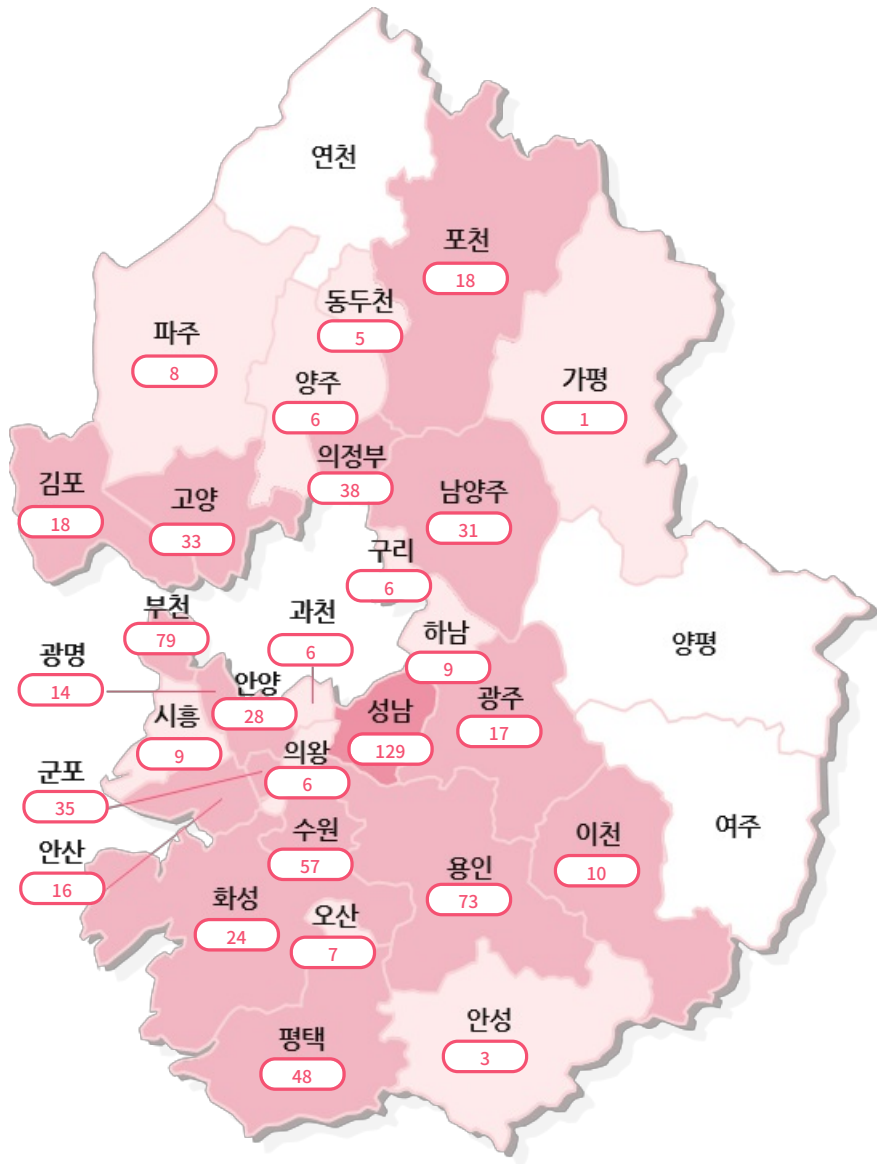 연천
포천
18
동두천
5
파주
8
양주
6
가평
1
의정부
38
김포
18
고양
33
남양주
31
구리
6
부천
79
과천
6
하남
9
양평
광명
14
안양
28
시흥
9
성남
129
광주
17
의왕
6
군포
35
수원
57
이천
10
여주
안산
16
용인
73
화성
24
오산
7
안성
3
평택
48